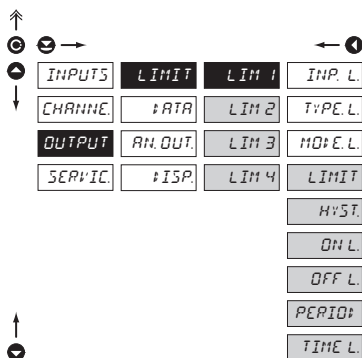 INPUTS LIMIT LIM 1 INP. L.
CHANNE. DATA LIM 2 TYPE. L.
OUTPUT AN. OUT. LIM 3 MODE. L.
SERVIC. DISP. LIM 4 LIMIT
HYST.
ON L.
OFF L.
PERIOD
TIME L.